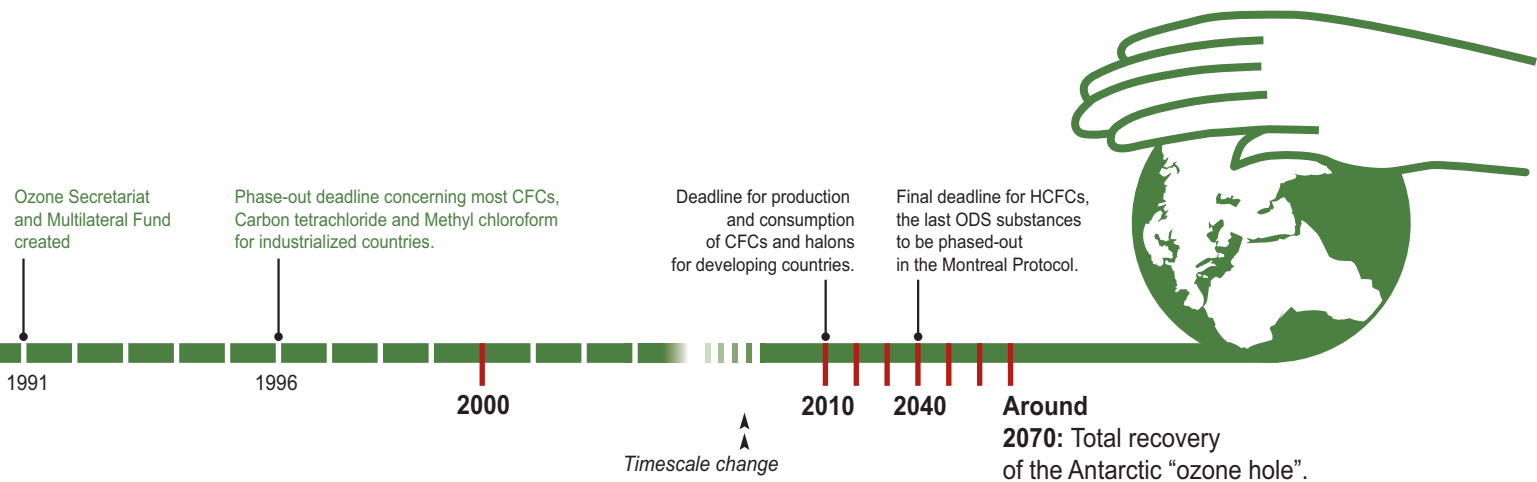 Ozone Secretariat
and Multilateral Fund
created
Phase-out deadline concerning most CFCs,
Carbon tetrachloride and Methyl chloroform
for industrialized countries.
Deadline for production
and consumption
of CFCs and halons
for developing countries.
Final deadline for HCFCs,
the last ODS substances
to be phased-out
in the Montreal Protocol.
1991
1996
2000
2010
2040
Around
2070: Total recovery
of the Antarctic “ozone hole”.
Timescale change